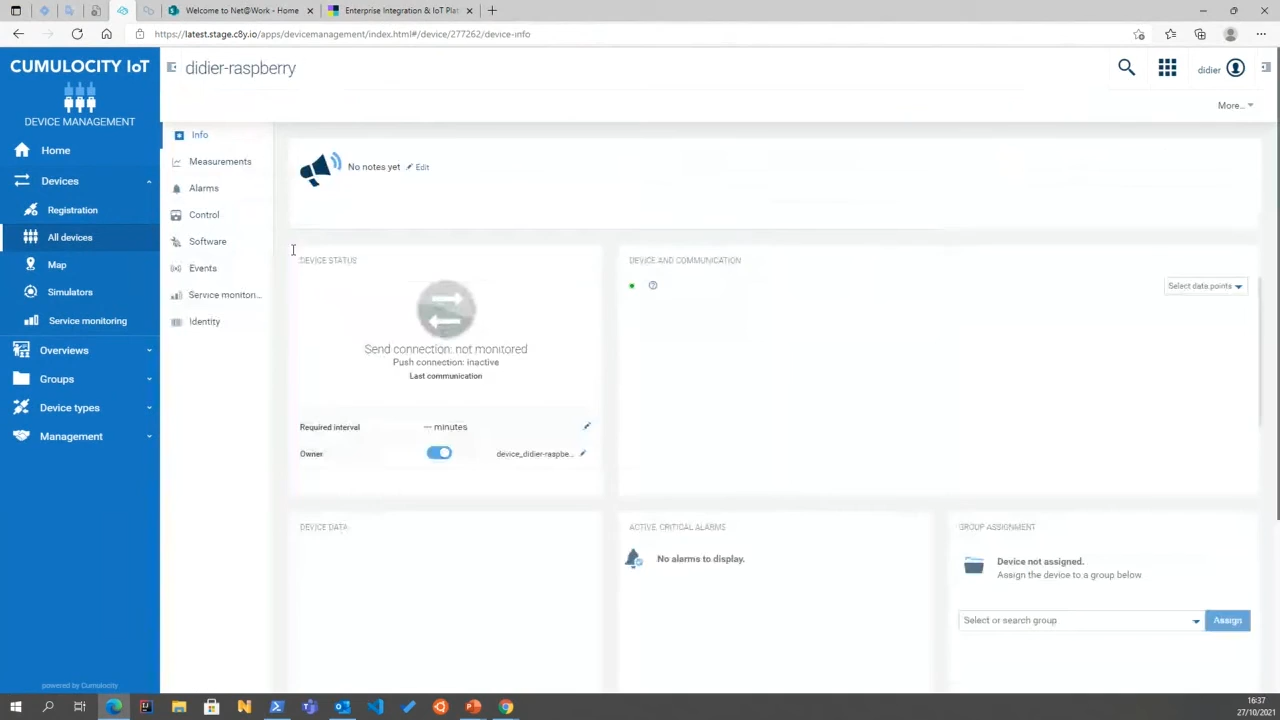 Welcome to Net@Work - Home
Enterprise Integration & IoT Plat
https://latest.stage.c8y.io/apps/devicemanagement/index.html#/device/277262/device-info
CUMULOCITY IoT
DEVICE MANAGEMENT
Home
Devices
Registration
All devices
Map
Simulators
Service monitoring
Overviews
Groups
Device types
Management
powered by Cumulocity
didier-raspberry
didier
More...
Info
Measurements
Alarms
Control
Software
Events
Service monitori...
Identity
No notes yet Edit
DEVICE STATUS
Send connection: not monitored
Push connection: inactive
Last communication
Required interval --- minutes
Owner device_didier-raspbe...
DEVICE AND COMMUNICATION
Select data points
DEVICE DATA
ACTIVE, CRITICAL ALARMS
No alarms to display.
GROUP ASSIGNMENT
Device not assigned.
Assign the device to a group below
Select or search group Assign
16:37
27/10/2021